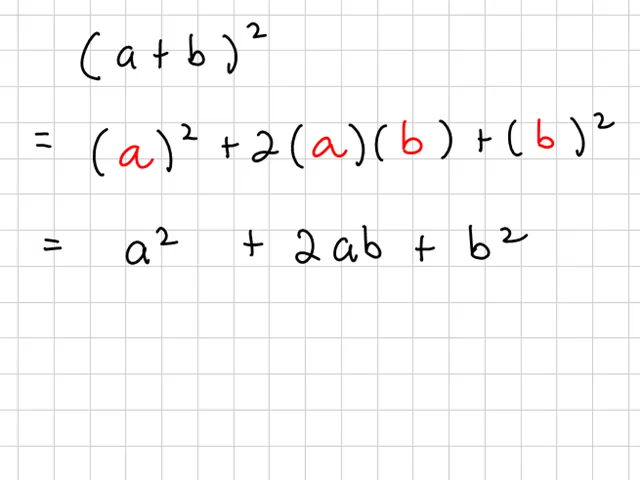 (a + b)²
= (a)² + 2(a)(b) + (b)²
= a² + 2ab + b²